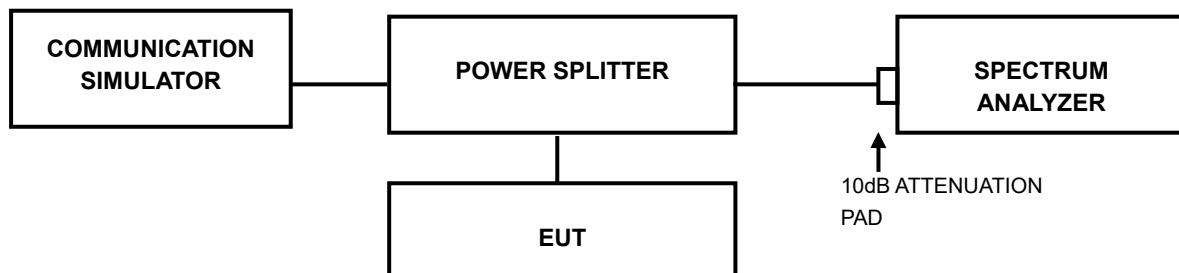 COMMUNICATION
SIMULATOR
POWER SPLITTER
SPECTRUM
ANALYZER
10dB ATTENUATION
PAD
EUT